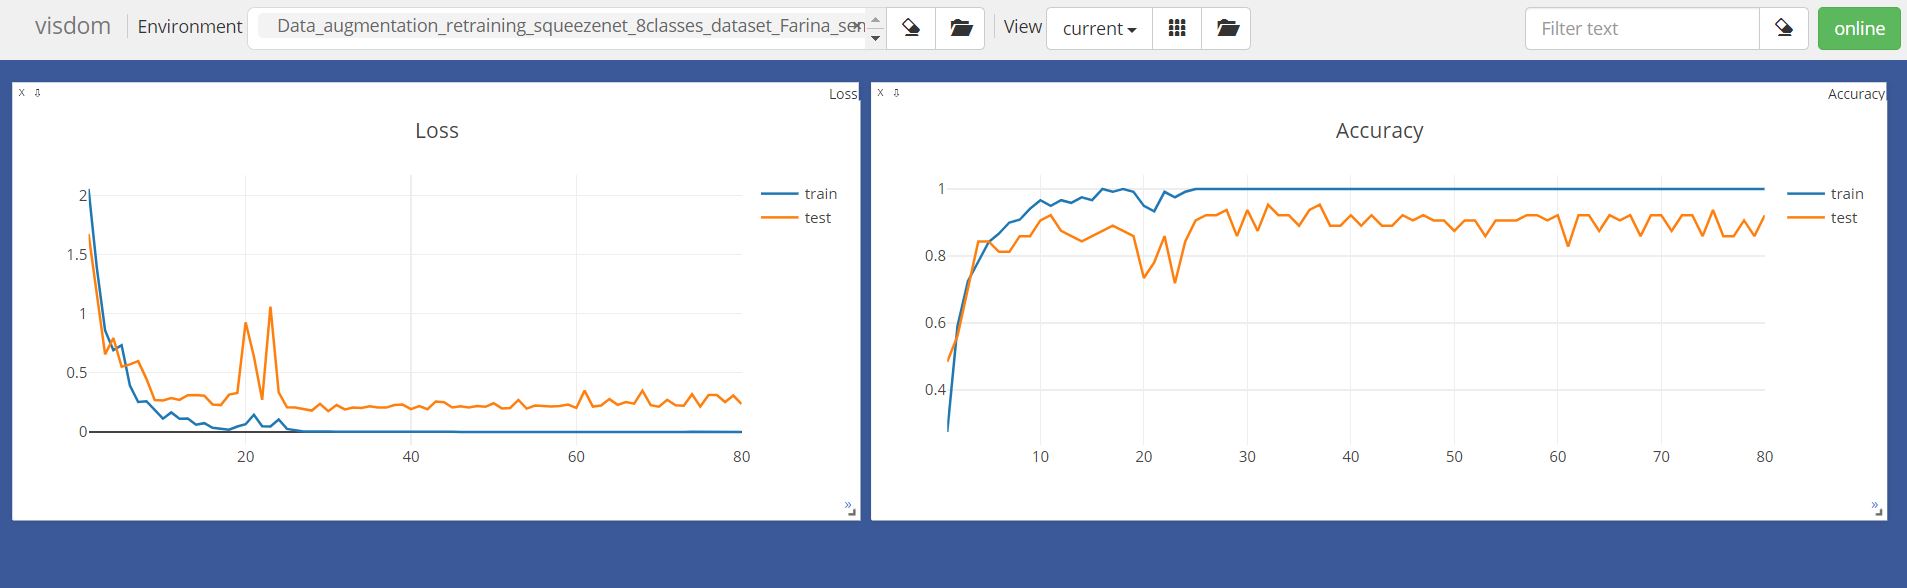 visdom Environment Data_augmentation_retraining_squeezenet_8classes_dataset_Farina_sem View current Filter text online
x Loss
Loss
2
1.5
1
0.5
0
20 40 60 80
train
test
x Accuracy
Accuracy
1
0.8
0.6
0.4
10 20 30 40 50 60 70 80
train
test